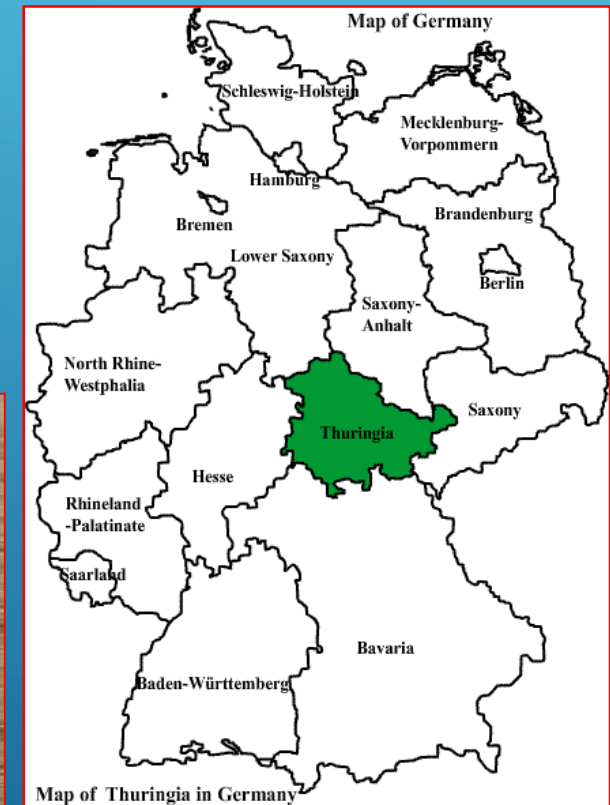 Map of Germany
Schleswig-Holstein
Mecklenburg-
Vorpommern
Hamburg
Brandenburg
Bremen
Lower Saxony
Berlin
Saxony-
Anhalt
North Rhine-
Westphalia
Saxony
Thuringia
Hesse
Rhineland
-Palatinate
Saarland
Bavaria
Baden-Württemberg
Map of Thuringia in Germany